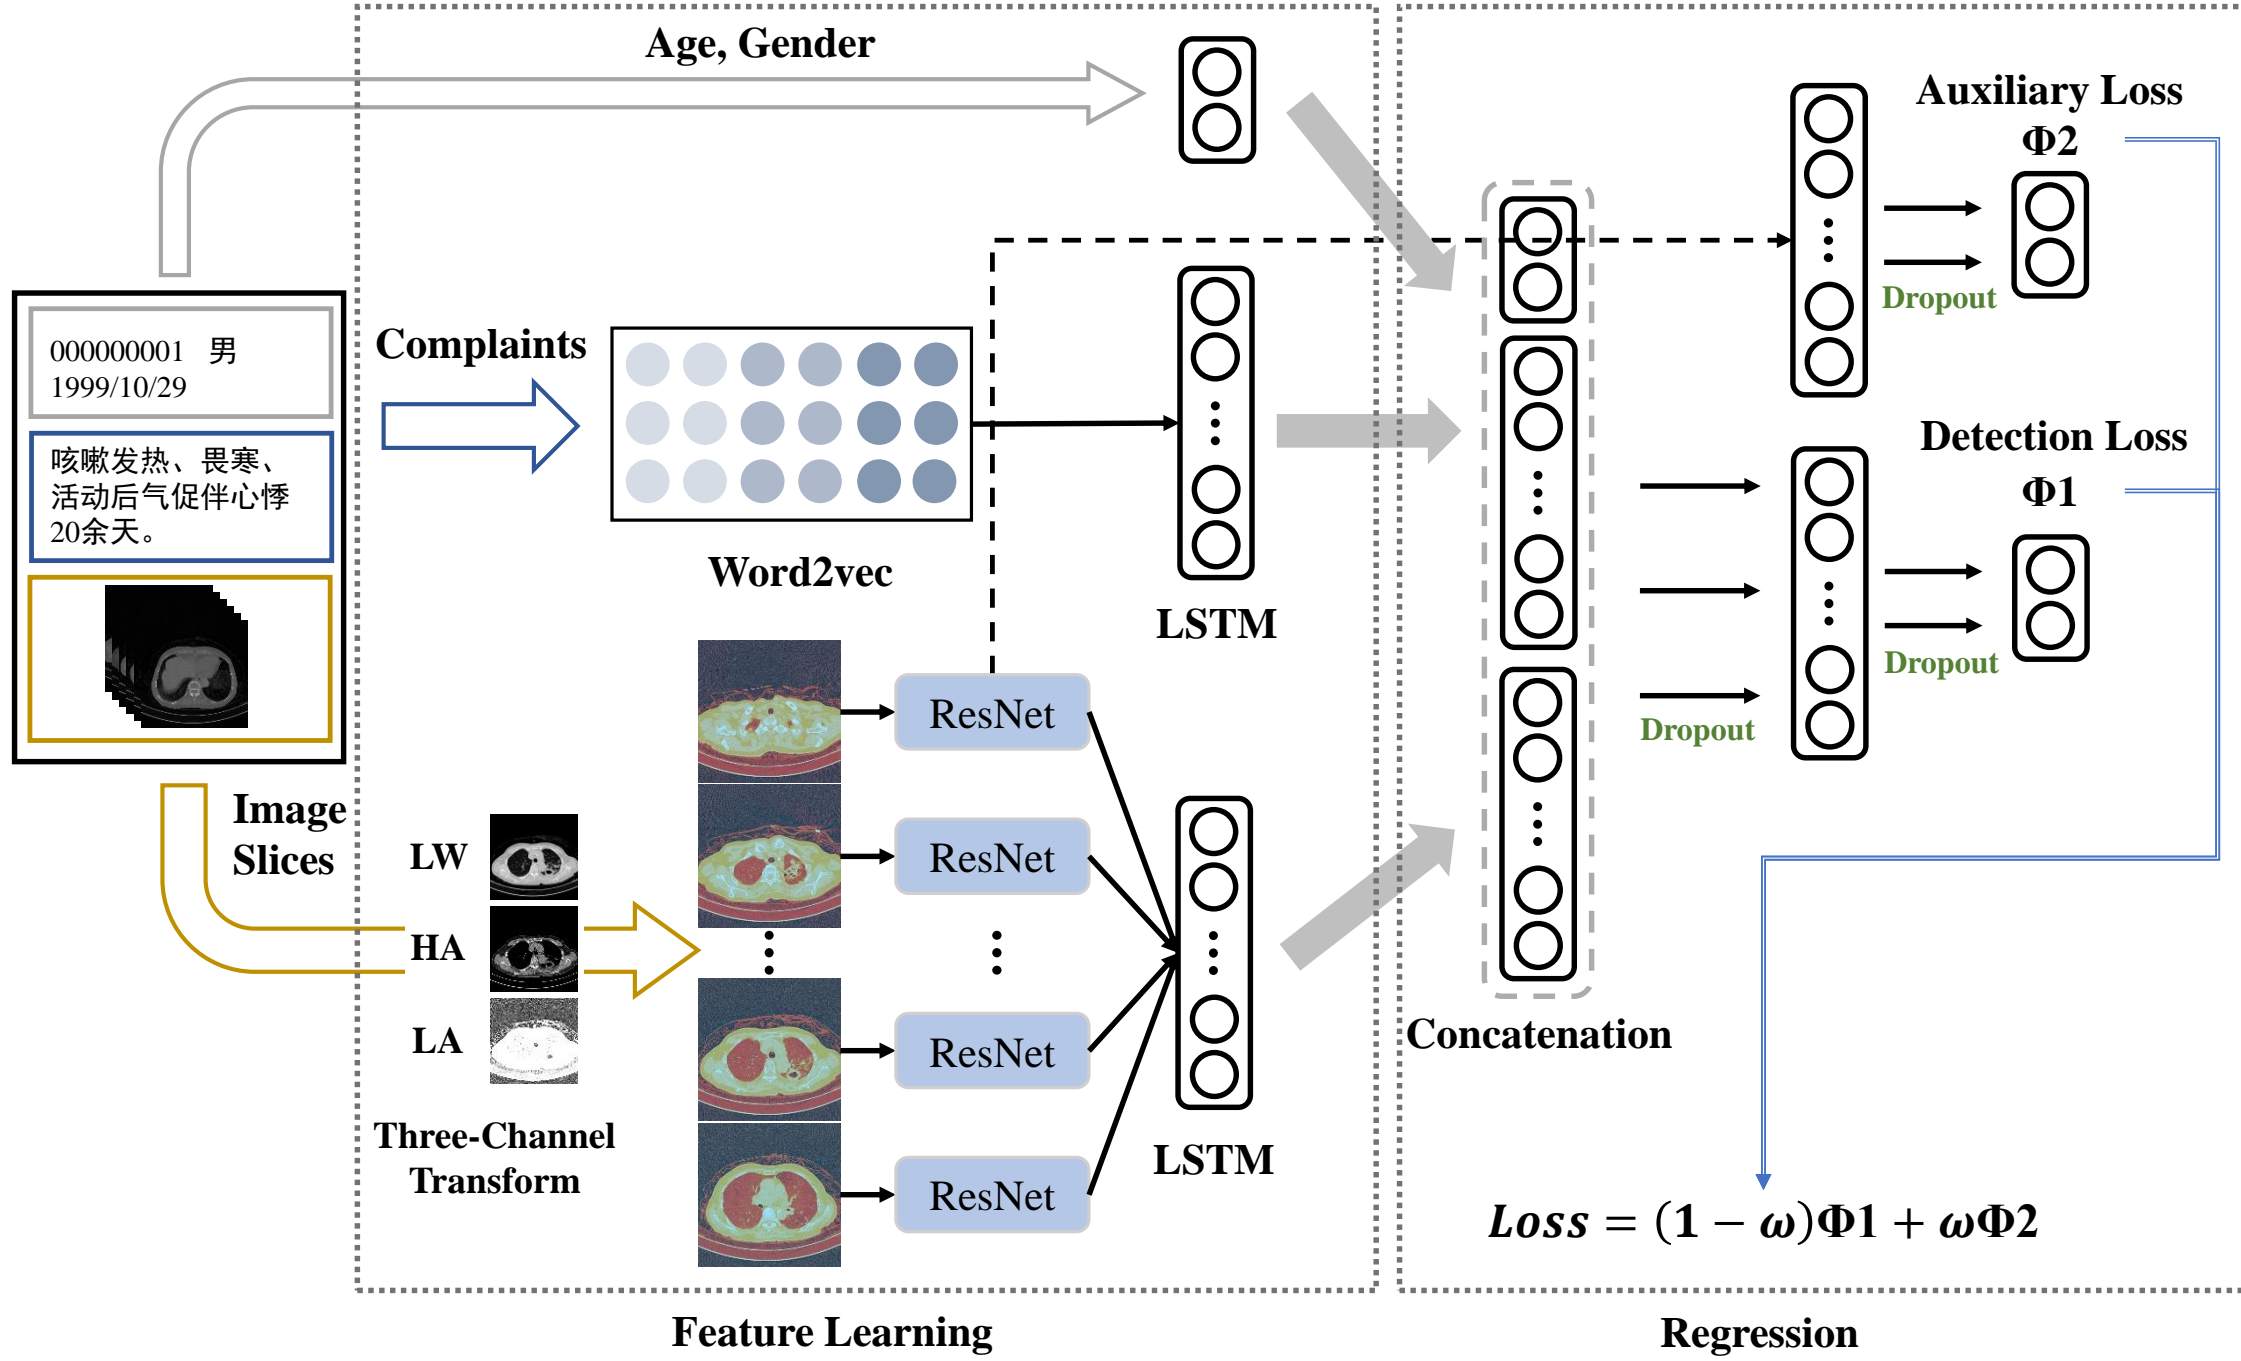 Age, Gender
000000001 男
1999/10/29
咳嗽发热、畏寒、
活动后气促伴心悸
20余天。
Complaints
Word2vec
LSTM
Image
Slices
LW
HA
LA
Three-Channel
Transform
ResNet
ResNet
ResNet
ResNet
LSTM
Feature Learning
Concatenation
Dropout
Auxiliary Loss
Φ2
Dropout
Detection Loss
Φ1
Dropout
Loss = (1 − ω)Φ1 + ωΦ2
Regression